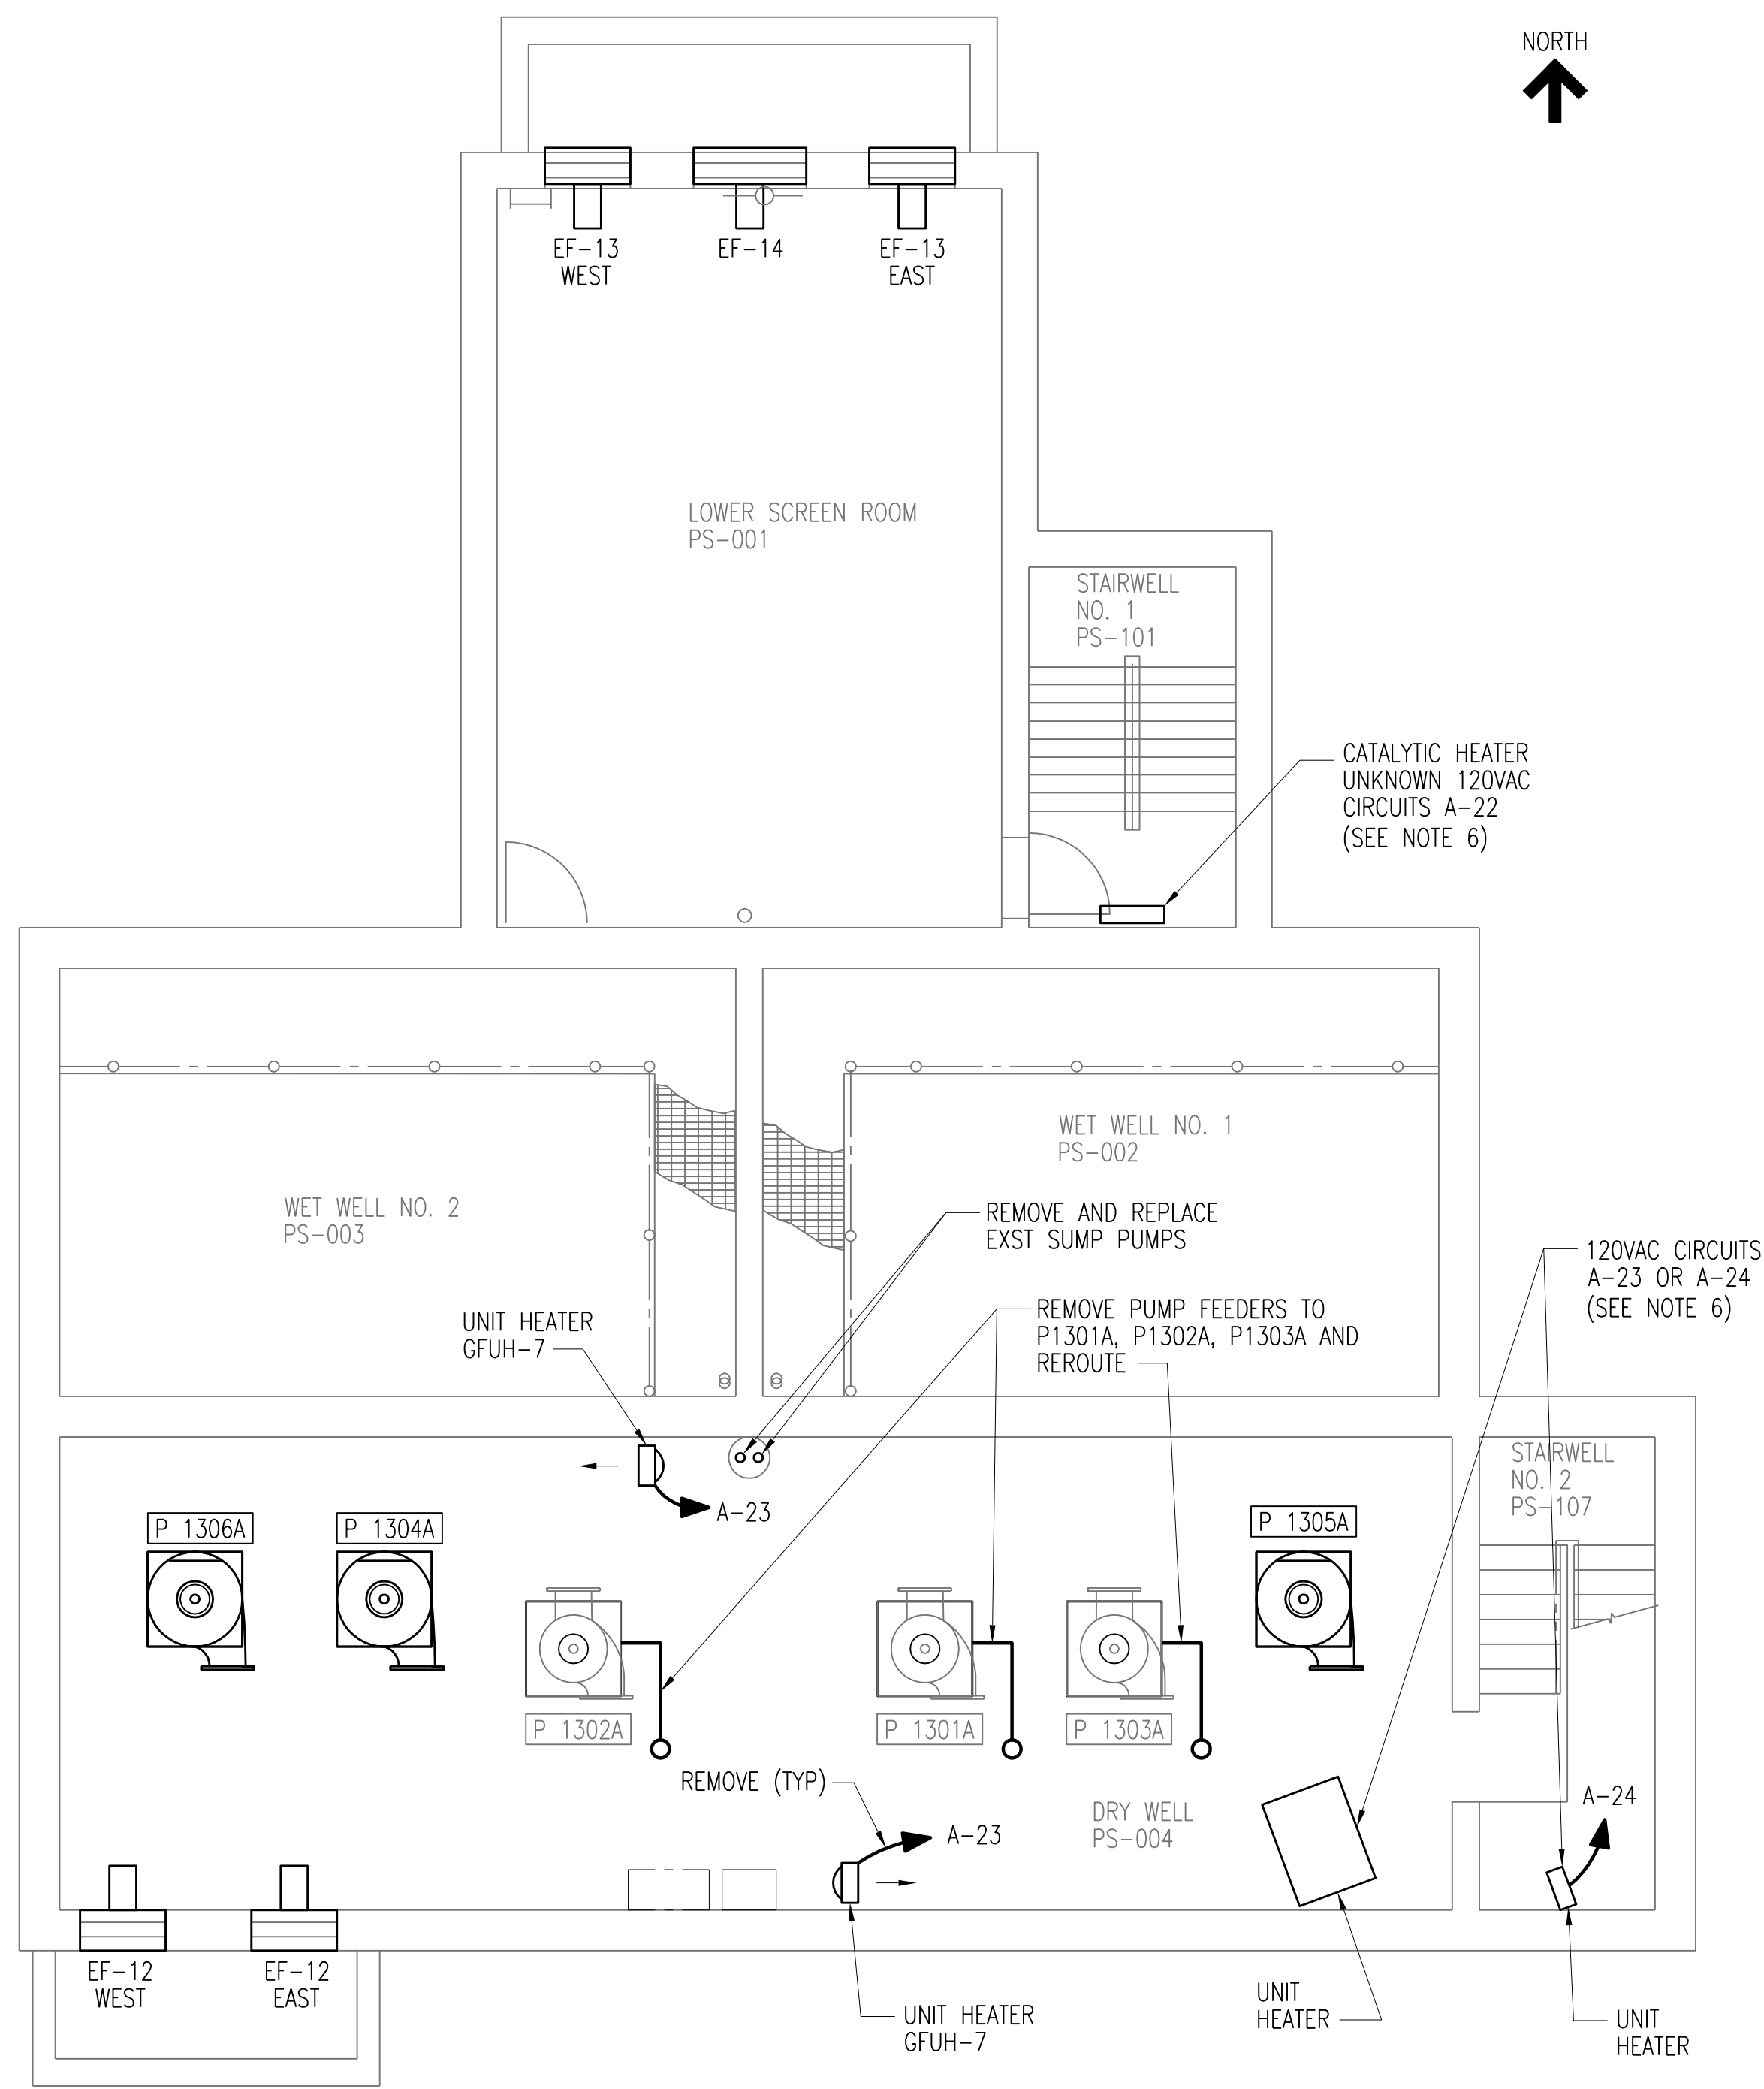 NORTH
EF-13
WEST
EF-14
EF-13
EAST
LOWER SCREEN ROOM
PS-001
STAIRWELL
NO. 1
PS-101
CATALYTIC HEATER
UNKNOWN 120VAC
CIRCUITS A-22
(SEE NOTE 6)
WET WELL NO. 1
PS-002
WET WELL NO. 2
PS-003
REMOVE AND REPLACE
EXST SUMP PUMPS
120VAC CIRCUITS
A-23 OR A-24
(SEE NOTE 6)
REMOVE PUMP FEEDERS TO
P1301A, P1302A, P1303A AND
REROUTE
UNIT HEATER
GFUH-7
STAIRWELL
NO. 2
PS-107
A-23
P 1306A
P 1304A
P 1305A
P 1302A
P 1301A
P 1303A
REMOVE (TYP)
A-23
DRY WELL
PS-004
A-24
EF-12
WEST
EF-12
EAST
UNIT HEATER
GFUH-7
UNIT
HEATER
UNIT
HEATER